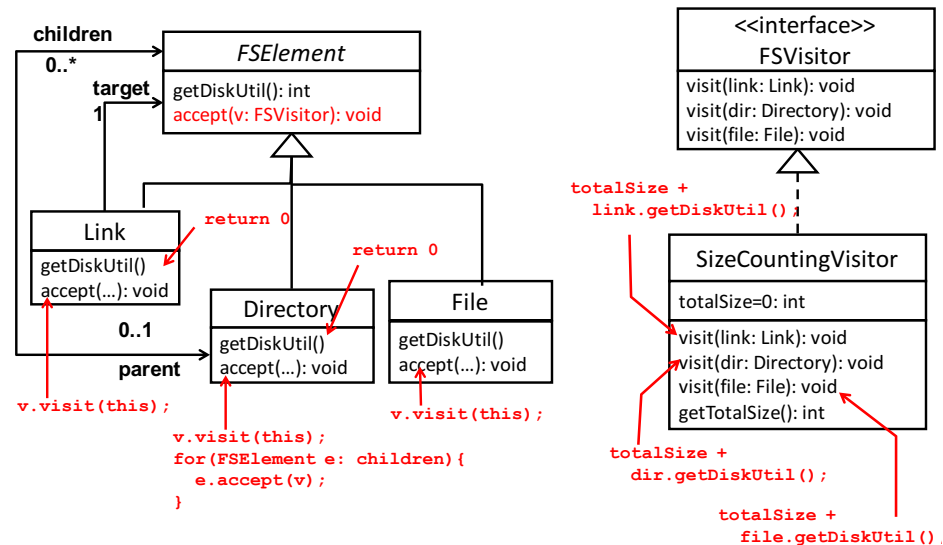 children
0..*
target
1
FSElement
getDiskUtil(): int
accept(v: FSVisitor): void
Link
getDiskUtil()
accept(...): void
return 0
return 0
0..1
parent
Directory
getDiskUtil()
accept(...): void
File
getDiskUtil()
accept(...): void
v.visit(this);
v.visit(this);
for(FSElement e: children){
e.accept(v);
}
v.visit(this);
<<interface>>
FSVisitor
visit(link: Link): void
visit(dir: Directory): void
visit(file: File): void
totalSize +
link.getDiskUtil();
SizeCountingVisitor
totalSize=0: int
visit(link: Link): void
visit(dir: Directory): void
visit(file: File): void
getTotalSize(): int
totalSize +
dir.getDiskUtil();
totalSize +
file.getDiskUtil();